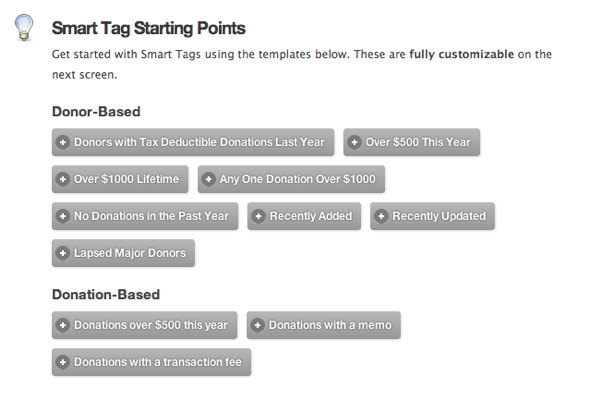 Smart Tag Starting Points
Get started with Smart Tags using the templates below. These are fully customizable on the
next screen.
Donor-Based
Donors with Tax Deductible Donations Last Year Over $500 This Year
Over $1000 Lifetime Any One Donation Over $1000
No Donations in the Past Year Recently Added Recently Updated
Lapsed Major Donors
Donation-Based
Donations over $500 this year Donations with a memo
Donations with a transaction fee